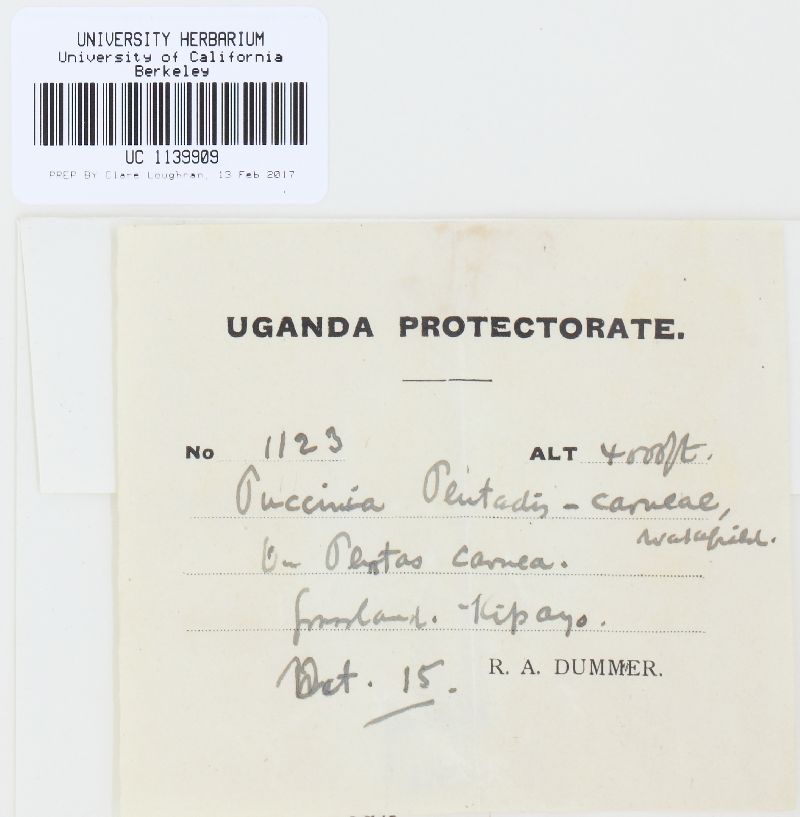 UNIVERSITY HERBARIUM
University of California
Berkeley
UC 1139909
PREP BY Clare Loughran, 13 Feb 2017
UGANDA PROTECTORATE.
No 1123 ALT 4000ft.
Puccinia Pentadis-carneae,
Wakefield.
On Pentas carnea.
Grassland. Kipayo.
Oct. 15.
R. A. DUMMER.